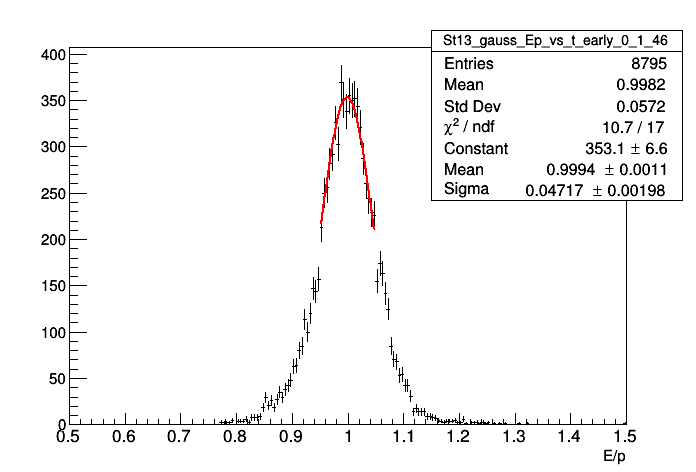 St13_gauss_Ep_vs_t_early_0_1_46
Entries 8795
Mean 0.9982
Std Dev 0.0572
χ² / ndf 10.7 / 17
Constant 353.1 ± 6.6
Mean 0.9994 ± 0.0011
Sigma 0.04717 ± 0.00198
400
350
300
250
200
150
100
50
0
0.5 0.6 0.7 0.8 0.9 1 1.1 1.2 1.3 1.4 1.5
E/p